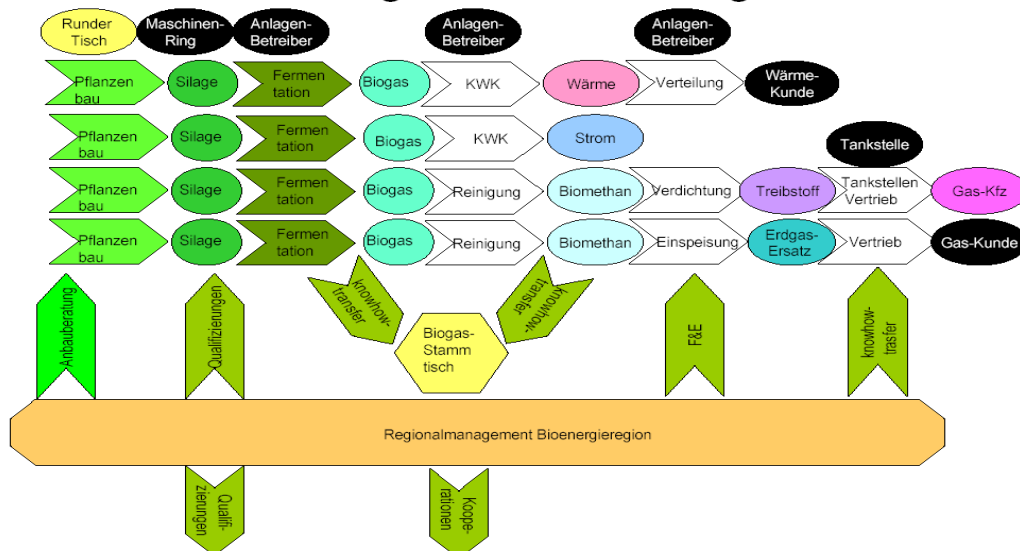 Runder
Tisch
Maschinen-
Ring
Anlagen-
Betreiber
Anlagen-
Betreiber
Anlagen-
Betreiber
Pflanzen
bau
Silage
Fermen
tation
Biogas
KWK
Wärme
Verteilung
Wärme-
Kunde
Pflanzen
bau
Silage
Fermen
tation
Biogas
KWK
Strom
Tankstelle
Pflanzen
bau
Silage
Fermen
tation
Biogas
Reinigung
Biomethan
Verdichtung
Treibstoff
Tankstellen
Vertrieb
Gas-Kfz
Pflanzen
bau
Silage
Fermen
tation
Biogas
Reinigung
Biomethan
Einspeisung
Erdgas-
Ersatz
Vertrieb
Gas-Kunde
Anbauberatung
Qualifizierungen
knowhow-
transfer
Biogas-
Stamm
tisch
knowhow-
transfer
F&E
knowhow-
trasfer
Regionalmanagement Bioenergieregion
Qualifi-
zierungen
Koope-
rationen